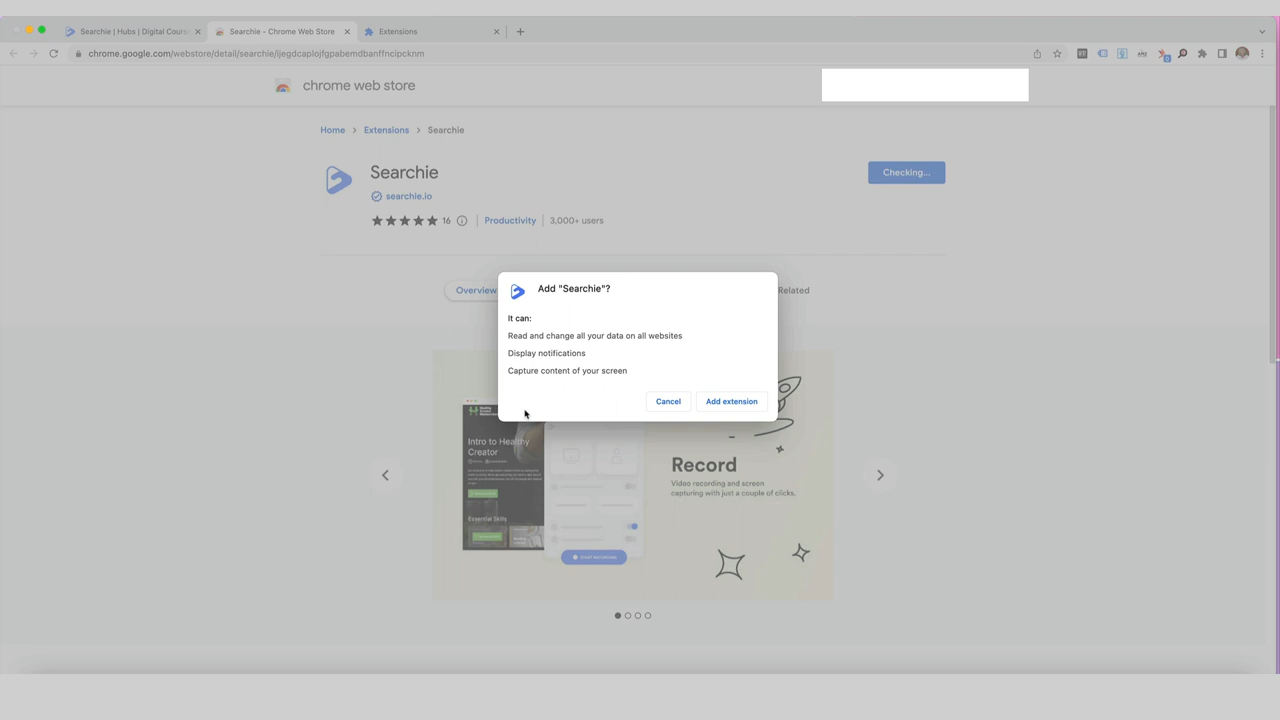 Searchie | Hubs | Digital Cours
Searchie - Chrome Web Store
Extensions
chrome.google.com/webstore/detail/searchie/ljegdcaplojfgpabemdbanffncipcknm
chrome web store
Home > Extensions > Searchie
Searchie
Checking...
searchie.io
16
Productivity
3,000+ users
Overview
Related
Add "Searchie"?
It can:
Read and change all your data on all websites
Display notifications
Capture content of your screen
Cancel
Add extension
Intro to Healthy
Creator
Essential Skills
START RECORDING
Record
Video recording and screen
capturing with just a couple of clicks.